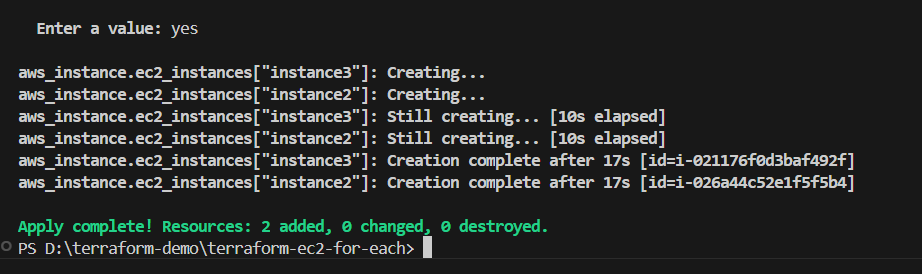 Enter a value: yes
aws_instance.ec2_instances["instance3"]: Creating...
aws_instance.ec2_instances["instance2"]: Creating...
aws_instance.ec2_instances["instance3"]: Still creating... [10s elapsed]
aws_instance.ec2_instances["instance2"]: Still creating... [10s elapsed]
aws_instance.ec2_instances["instance3"]: Creation complete after 17s [id=i-021176f0d3baf492f]
aws_instance.ec2_instances["instance2"]: Creation complete after 17s [id=i-026a44c52e1f5f5b4]
Apply complete! Resources: 2 added, 0 changed, 0 destroyed.
PS D:\terraform-demo\terraform-ec2-for-each>